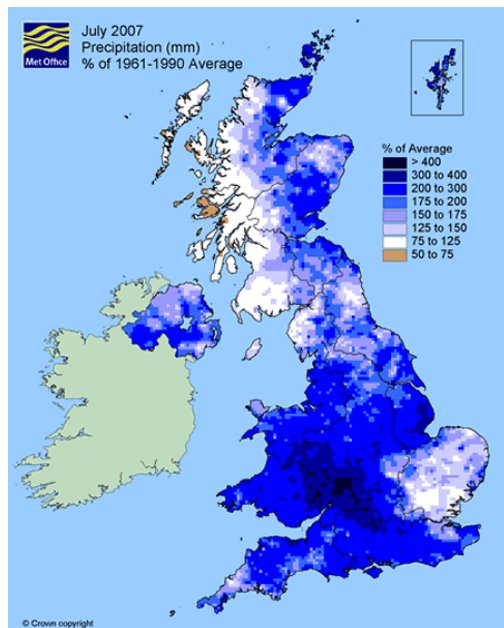 Met Office
July 2007
Precipitation (mm)
% of 1961-1990 Average
% of Average
> 400
300 to 400
200 to 300
175 to 200
150 to 175
125 to 150
75 to 125
50 to 75
© Crown copyright